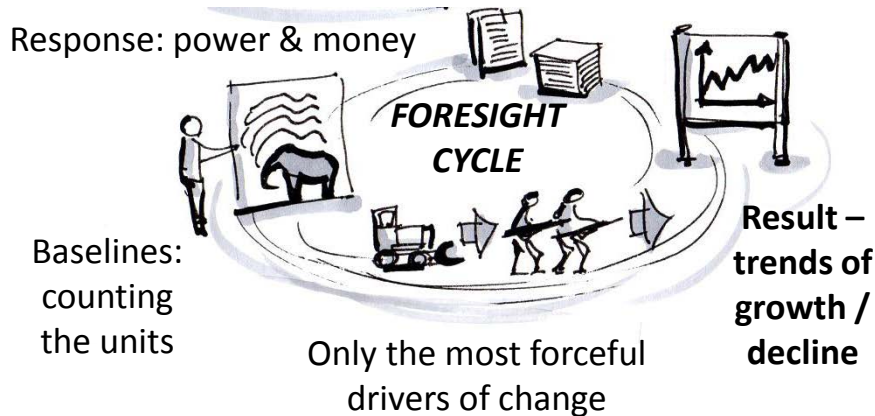 Response: power & money
FORESIGHT
CYCLE
Baselines:
counting
the units
Only the most forceful
drivers of change
Result –
trends of
growth /
decline